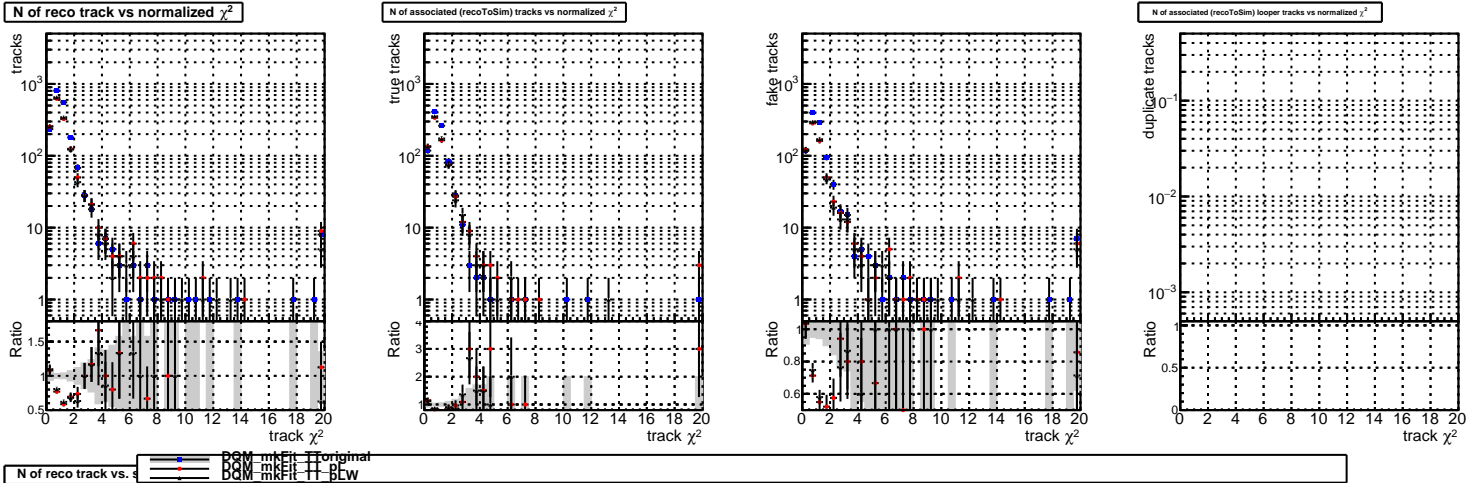 N of reco track vs normalized χ²
N of associated (recoToSim) tracks vs normalized χ²
N of associated (recoToSim) looper tracks vs normalized χ²
tracks
10³
10²
10
1
Ratio
1.5
1
0.5
0 2 4 6 8 10 12 14 16 18 20
track χ²
true tracks
10³
10²
10
1
Ratio
4
3
2
1
0 2 4 6 8 10 12 14 16 18 20
track χ²
fake tracks
10³
10²
10
1
Ratio
1
0.8
0.6
0 2 4 6 8 10 12 14 16 18 20
track χ²
duplicate tracks
10⁻¹
10⁻²
10⁻³
Ratio
1
0.5
0
0 2 4 6 8 10 12 14 16 18 20
track χ²
DQM_mkFit_TToriginal
DQM_mkFit_TT_pF
DQM_mkFit_TT_pLW
N of reco track vs.